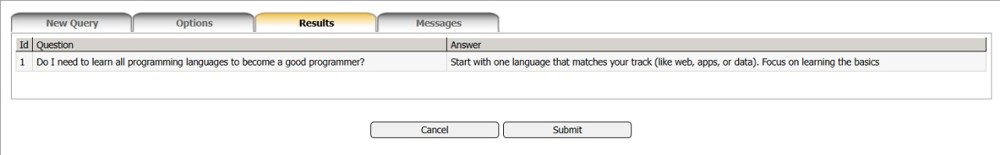 New Query Options Results Messages
Id Question Answer
1 Do I need to learn all programming languages to become a good programmer? Start with one language that matches your track (like web, apps, or data). Focus on learning the basics
Cancel Submit